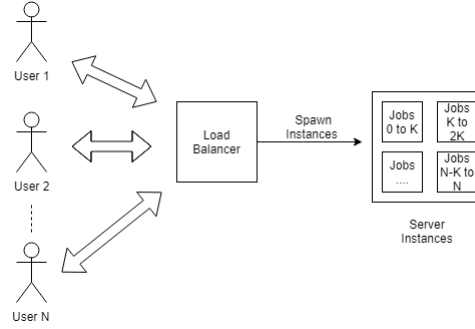 User 1
User 2
User N
Load
Balancer
Spawn
Instances
Jobs
0 to K
Jobs
K to
2K
Jobs
....
Jobs
N-K to
N
Server
Instances